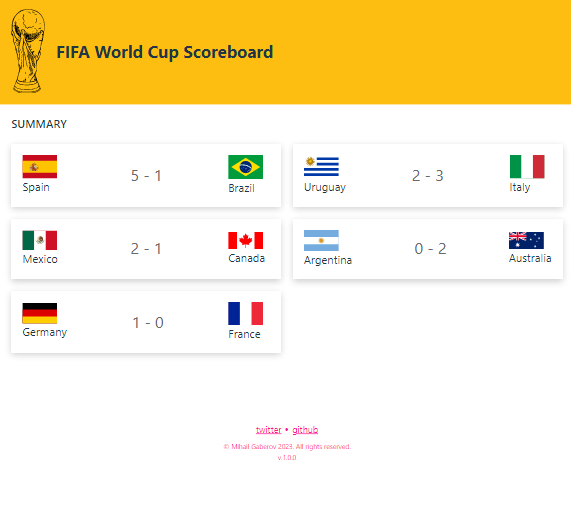 FIFA World Cup Scoreboard
SUMMARY
5 - 1
Spain
Brazil
2 - 3
Uruguay
Italy
2 - 1
Mexico
Canada
0 - 2
Argentina
Australia
1 - 0
Germany
France
twitter • github
© Mihail Gaberov 2023. All rights reserved.
v.1.0.0